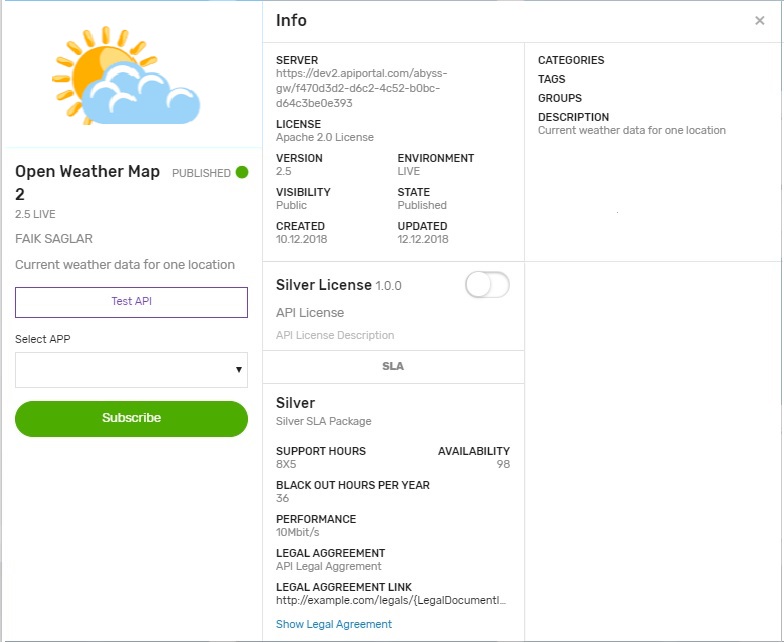 Open Weather Map
2
PUBLISHED
2.5 LIVE
FAIK SAGLAR
Current weather data for one location
Test API
Select APP
Subscribe
Info
×
SERVER
https://dev2.apiportal.com/abyss-
gw/f470d3d2-d6c2-4c52-b0bc-
d64c3be0e393
LICENSE
Apache 2.0 License
VERSION
2.5
ENVIRONMENT
LIVE
VISIBILITY
Public
STATE
Published
CREATED
10.12.2018
UPDATED
12.12.2018
Silver License 1.0.0
API License
API License Description
SLA
Silver
Silver SLA Package
SUPPORT HOURS
8X5
AVAILABILITY
98
BLACK OUT HOURS PER YEAR
36
PERFORMANCE
10Mbit/s
LEGAL AGGREEMENT
API Legal Aggrement
LEGAL AGGREEMENT LINK
http://example.com/legals/{LegalDocumentI...
Show Legal Agreement
CATEGORIES
TAGS
GROUPS
DESCRIPTION
Current weather data for one location